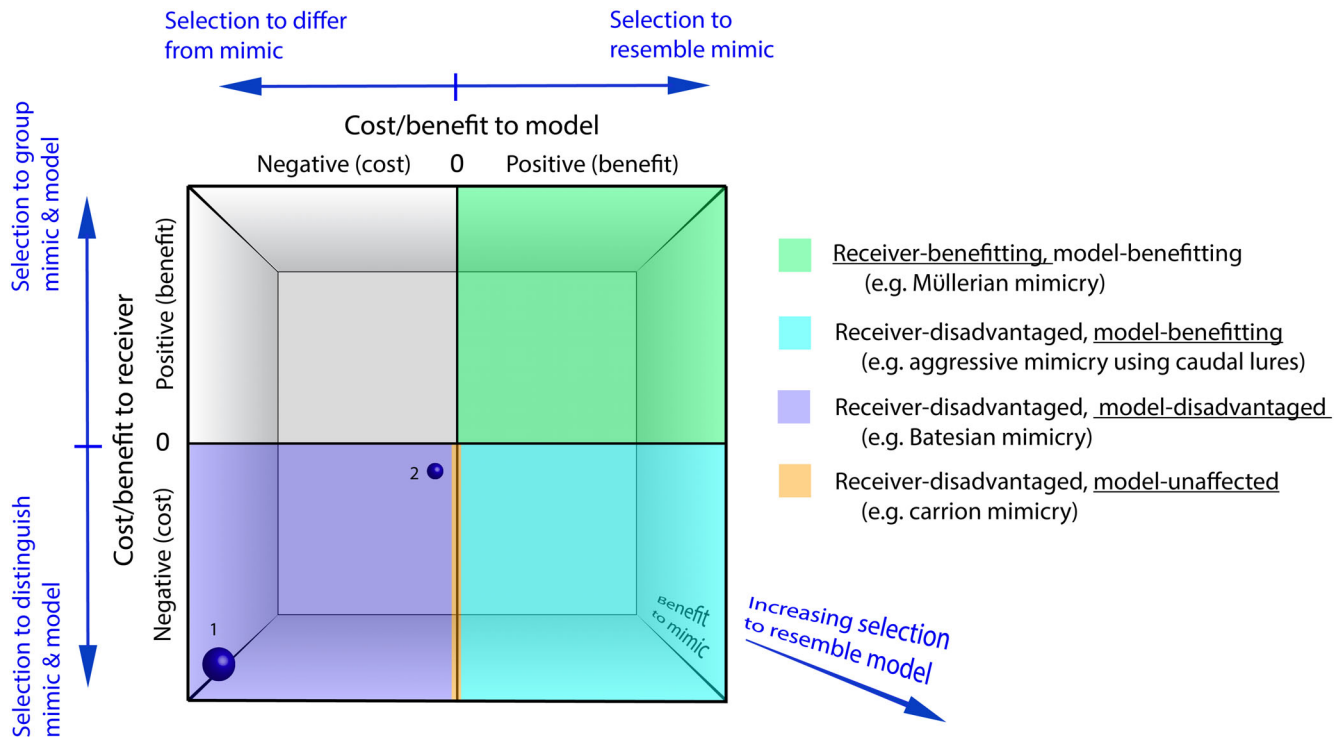 Selection to differ
from mimic
Selection to
resemble mimic
Cost/benefit to model
Negative (cost)
0
Positive (benefit)
Selection to group
mimic & model
Selection to distinguish
mimic & model
Cost/benefit to receiver
Positive (benefit)
0
Negative (cost)
1
2
Benefit
to mimic
Increasing selection
to resemble model
Receiver-benefitting, model-benefitting
(e.g. Mϋllerian mimicry)
Receiver-disadvantaged, model-benefitting
(e.g. aggressive mimicry using caudal lures)
Receiver-disadvantaged, model-disadvantaged
(e.g. Batesian mimicry)
Receiver-disadvantaged, model-unaffected
(e.g. carrion mimicry)